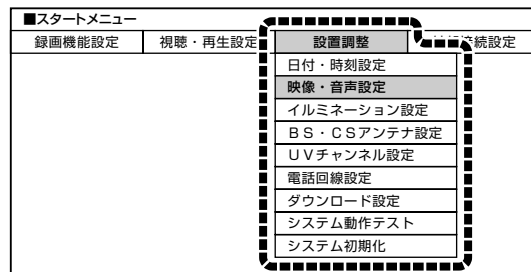 ■スタートメニュー
録画機能設定 視聴・再生設定 設置調整 接続設定
日付・時刻設定
映像・音声設定
イルミネーション設定
BS・CSアンテナ設定
UVチャンネル設定
電話回線設定
ダウンロード設定
システム動作テスト
システム初期化